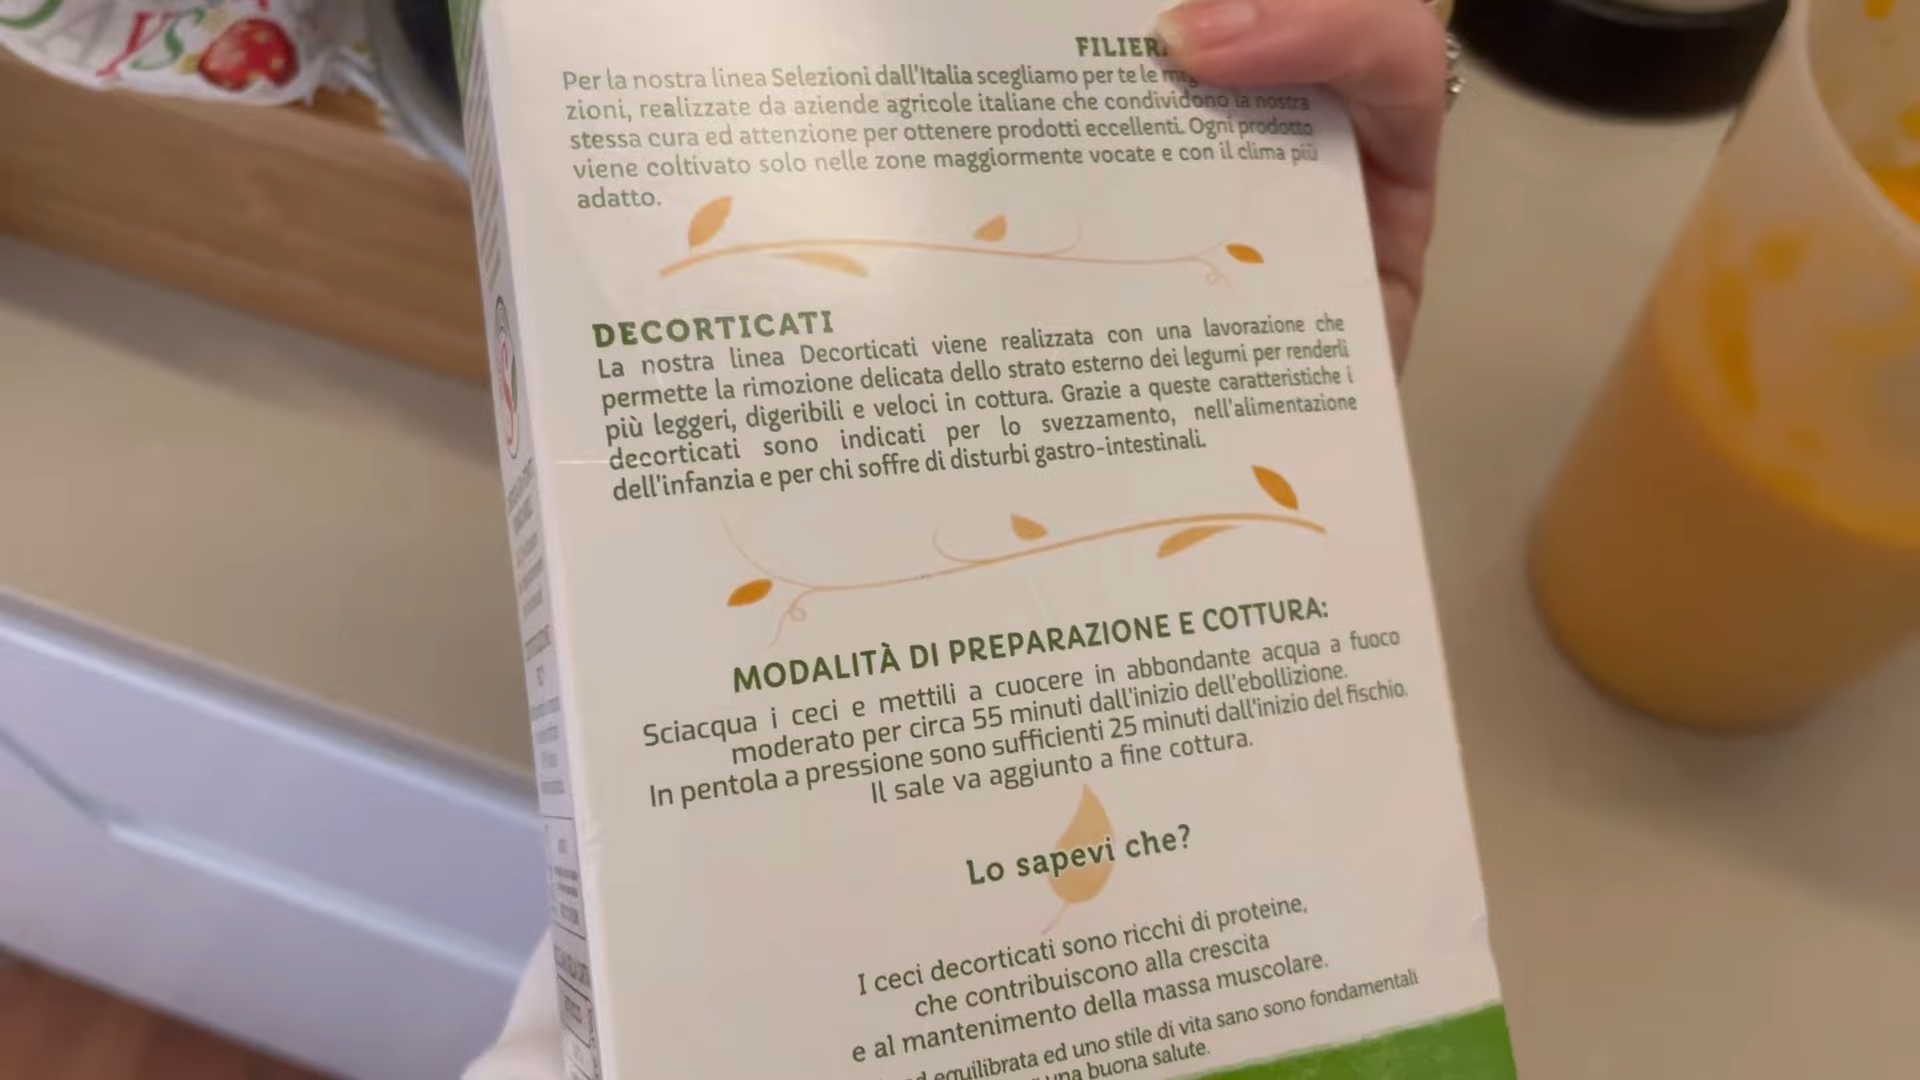 YS
FILIER
Per la nostra linea Selezioni dall'Italia scegliamo per te le
zioni, realizzate da aziende agricole italiane che condividono la nostra
stessa cura ed attenzione per ottenere prodotti eccellenti. Ogni prodotto
viene coltivato solo nelle zone maggiormente vocate e con il clima più
adatto.
DECORTICATI
La nostra linea Decorticati viene realizzata con una lavorazione che
permette la rimozione delicata dello strato esterno dei legumi per renderli
più leggeri, digeribili e veloci in cottura. Grazie a queste caratteristiche i
decorticati sono indicati per lo svezzamento, nell'alimentazione
dell'infanzia e per chi soffre di disturbi gastro-intestinali.
MODALITÀ DI PREPARAZIONE E COTTURA:
Sciacqua i ceci e mettili a cuocere in abbondante acqua a fuoco
moderato per circa 55 minuti dall'inizio dell'ebollizione.
In pentola a pressione sono sufficienti 25 minuti dall'inizio del fischio.
Il sale va aggiunto a fine cottura.
Lo sapevi che?
I ceci decorticati sono ricchi di proteine,
che contribuiscono alla crescita
e al mantenimento della massa muscolare.
equilibrata ed uno stile di vita sano sono fondamentali
una buona salute.